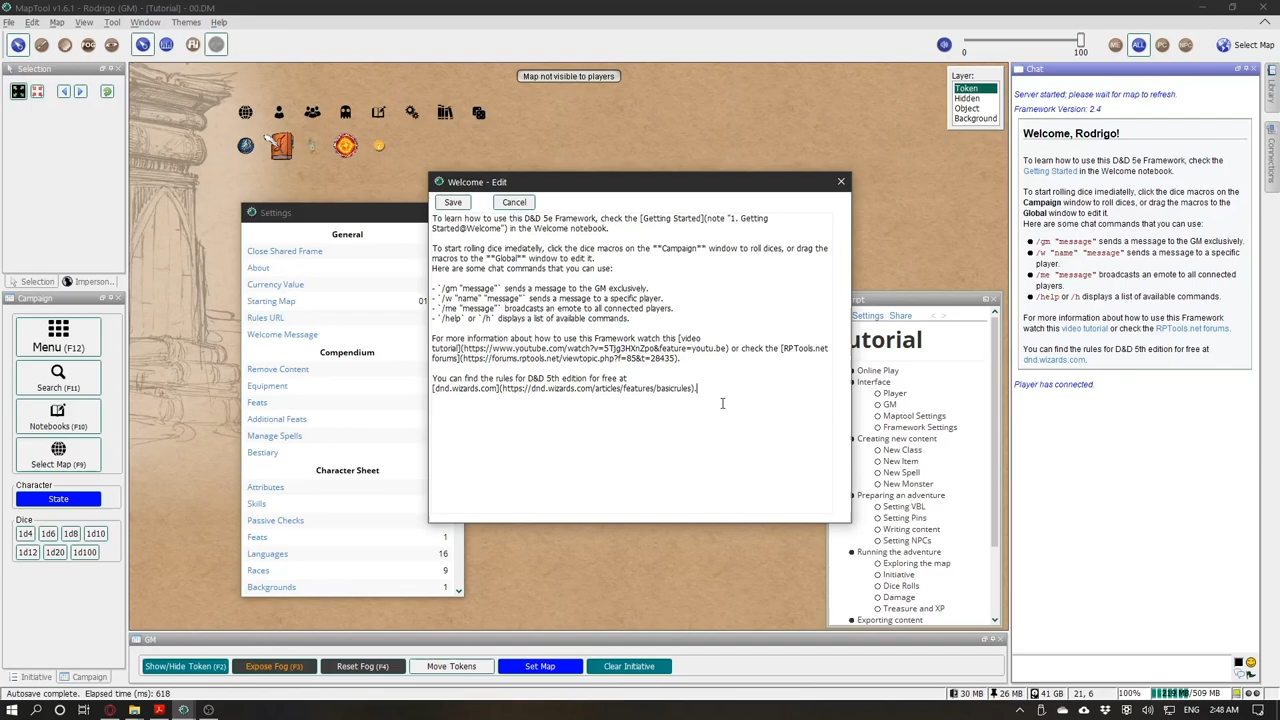 MapTool v1.6.1 - Rodrigo (GM) - [Tutorial] - 00.DM
File Edit Map View Tool Window Themes Help
FOG
0 100
ME ALL PC NPC
Select Map
Selection
Map not visible to players
Layer:
Token
Hidden
Object
Background
Chat
Library
Connections
Server started; please wait for map to refresh.
Framework Version: 2.4
Welcome, Rodrigo!
To learn how to use this D&D 5e Framework, check the
Getting Started in the Welcome notebook.
To start rolling dice imediatelly, click the dice macros on the
Campaign window to roll dices, or drag the macros to the
Global window to edit it.
Here are some chat commands that you can use:
/gm "message" sends a message to the GM exclusively.
/w "name" "message" sends a message to a specific
player.
/me "message" broadcasts an emote to all connected
players.
/help or /h displays a list of available commands.
For more information about how to use this Framework
watch this video tutorial or check the RPTools.net forums.
You can find the rules for D&D 5th edition for free at
dnd.wizards.com.
Player has connected.
Welcome - Edit
Save Cancel
To learn how to use this D&D 5e Framework, check the [Getting Started](note "1. Getting
Started@Welcome") in the Welcome notebook.
To start rolling dice imediatelly, click the dice macros on the **Campaign** window to roll dices, or drag the
macros to the **Global** window to edit it.
Here are some chat commands that you can use:
- `/gm "message"` sends a message to the GM exclusively.
- `/w "name" "message"` sends a message to a specific player.
- `/me "message"` broadcasts an emote to all connected players.
- `/help` or `/h` displays a list of available commands.
For more information about how to use this Framework watch this [video
tutorial](https://www.youtube.com/watch?v=5Tjg3HXnZpo&feature=youtu.be) or check the [RPTools.net
forums](https://forums.rptools.net/viewtopic.php?f=85&t=28435).
You can find the rules for D&D 5th edition for free at
[dnd.wizards.com](https://dnd.wizards.com/articles/features/basicrules).
Settings
General
Close Shared Frame
About
Currency Value
Starting Map 01
Rules URL
Welcome Message
Compendium
Remove Content
Equipment
Feats
Additional Feats
Manage Spells
Bestiary
Character Sheet
Attributes
Skills
Passive Checks
Feats 1
Languages 16
Races 9
Backgrounds 1
Selection Imperson..
Campaign
Menu (F12)
Search (F11)
Notebooks (F10)
Select Map (F9)
Character
State
Dice
1d4 1d6 1d8 1d10
1d12 1d20 1d100
Initiative Campaign
Settings Share < >
Online Play
Interface
Player
GM
Maptool Settings
Framework Settings
Creating new content
New Class
New Item
New Spell
New Monster
Preparing an adventure
Setting VBL
Setting Pins
Writing content
Setting NPCs
Running the adventure
Exploring the map
Initiative
Dice Rolls
Damage
Treasure and XP
Exporting content
GM
Show/Hide Token (F2) Expose Fog (F3) Reset Fog (F4) Move Tokens Set Map Clear Initiative
Autosave complete. Elapsed time (ms): 618
30 MB 26 MB 41 GB 21, 6 100%
ENG 2:48 AM